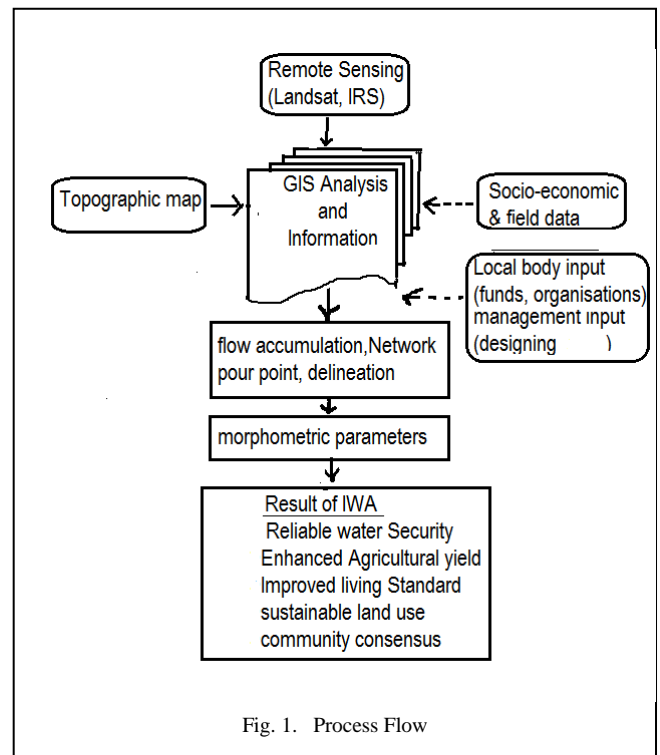 Remote Sensing
(Landsat, IRS)
GIS Analysis
and
Information
Topographic map
Socio-economic
& field data
Local body input
(funds, organisations)
management input
(designing )
flow accumulation,Network
pour point, delineation
morphometric parameters
Result of IWA
Reliable water Security
Enhanced Agricultural yield
Improved living Standard
sustainable land use
community consensus
Fig. 1. Process Flow